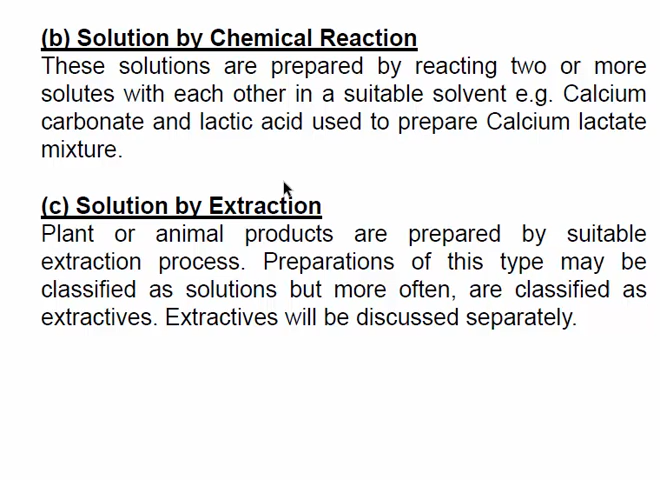 (b) Solution by Chemical Reaction
These solutions are prepared by reacting two or more
solutes with each other in a suitable solvent e.g. Calcium
carbonate and lactic acid used to prepare Calcium lactate
mixture.
(c) Solution by Extraction
Plant or animal products are prepared by suitable
extraction process. Preparations of this type may be
classified as solutions but more often, are classified as
extractives. Extractives will be discussed separately.